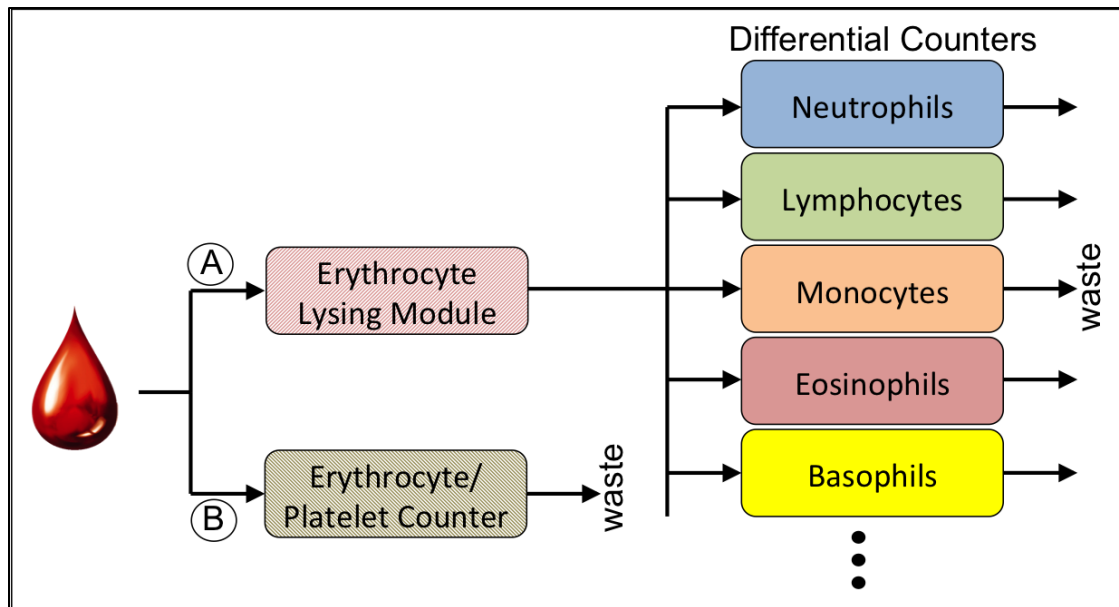 Differential Counters
Neutrophils
Lymphocytes
A
Erythrocyte
Lysing Module
Monocytes
waste
Eosinophils
B
Erythrocyte/
Platelet Counter
waste
Basophils